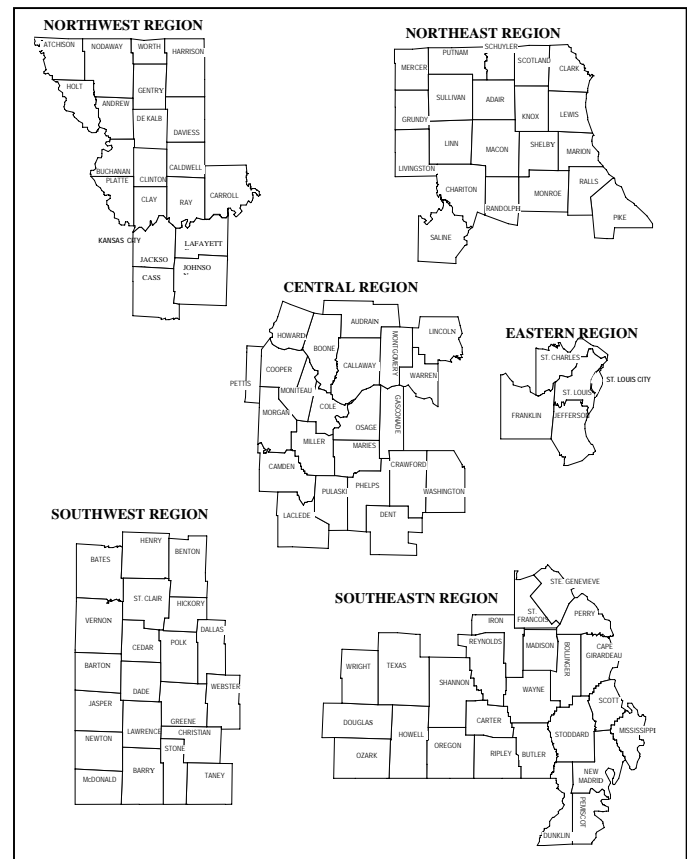 NORTHWEST REGION
ATCHISON
NODAWAY
WORTH
HARRISON
HOLT
GENTRY
ANDREW
DE KALB
DAVIESS
BUCHANAN
CALDWELL
PLATTE
CLINTON
CARROLL
CLAY
RAY
KANSAS CITY
LAFAYETT
E
JACKSO
JOHNSO
N
CASS
NORTHEAST REGION
SCHUYLER
PUTNAM
SCOTLAND
MERCER
CLARK
SULLIVAN
ADAIR
KNOX
LEWIS
GRUNDY
LINN
MACON
SHELBY
MARION
LIVINGSTON
CHARITON
RALLS
MONROE
RANDOLPH
PIKE
SALINE
CENTRAL REGION
AUDRAIN
LINCOLN
HOWARD
BOONE
MONTGOMERY
CALLAWAY
COOPER
WARREN
PETTIS
MONITEAU
COLE
GASCONADE
MORGAN
OSAGE
MILLER
MARIES
CAMDEN
CRAWFORD
PHELPS
PULASKI
WASHINGTON
LACLEDE
DENT
EASTERN REGION
ST. CHARLES
ST. LOUIS CITY
ST. LOUIS
FRANKLIN
JEFFERSON
SOUTHWEST REGION
HENRY
BENTON
BATES
ST. CLAIR
HICKORY
VERNON
DALLAS
POLK
CEDAR
BARTON
WEBSTER
DADE
JASPER
GREENE
LAWRENCE
CHRISTIAN
NEWTON
STONE
BARRY
McDONALD
TANEY
SOUTHEASTN REGION
STE. GENEVIEVE
ST.
FRANCOIS
PERRY
IRON
REYNOLDS
MADISON
BOLLINGER
CAPE
GIRARDEAU
WRIGHT
TEXAS
SHANNON
WAYNE
SCOTT
DOUGLAS
CARTER
MISSISSIPPI
HOWELL
STODDARD
OREGON
OZARK
RIPLEY
BUTLER
NEW
MADRID
PEMISCOT
DUNKLIN